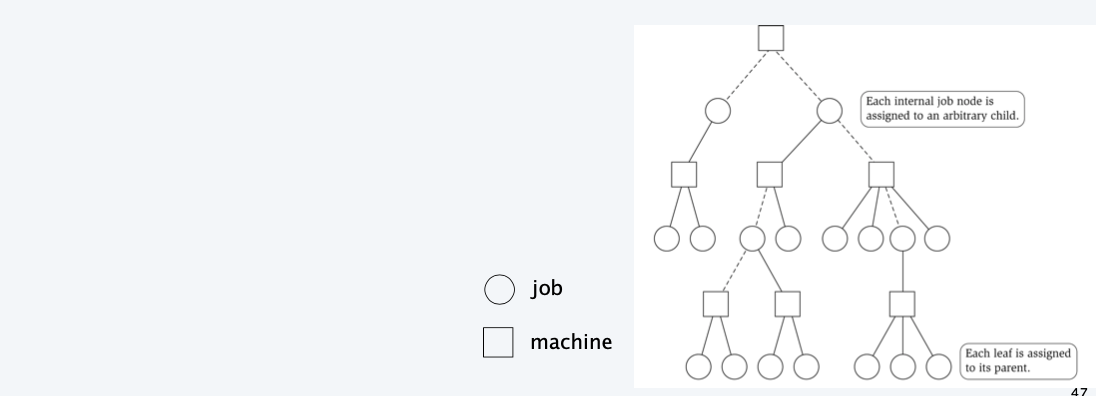 Each internal job node is
assigned to an arbitrary child.
job
machine
Each leaf is assigned
to its parent.
47